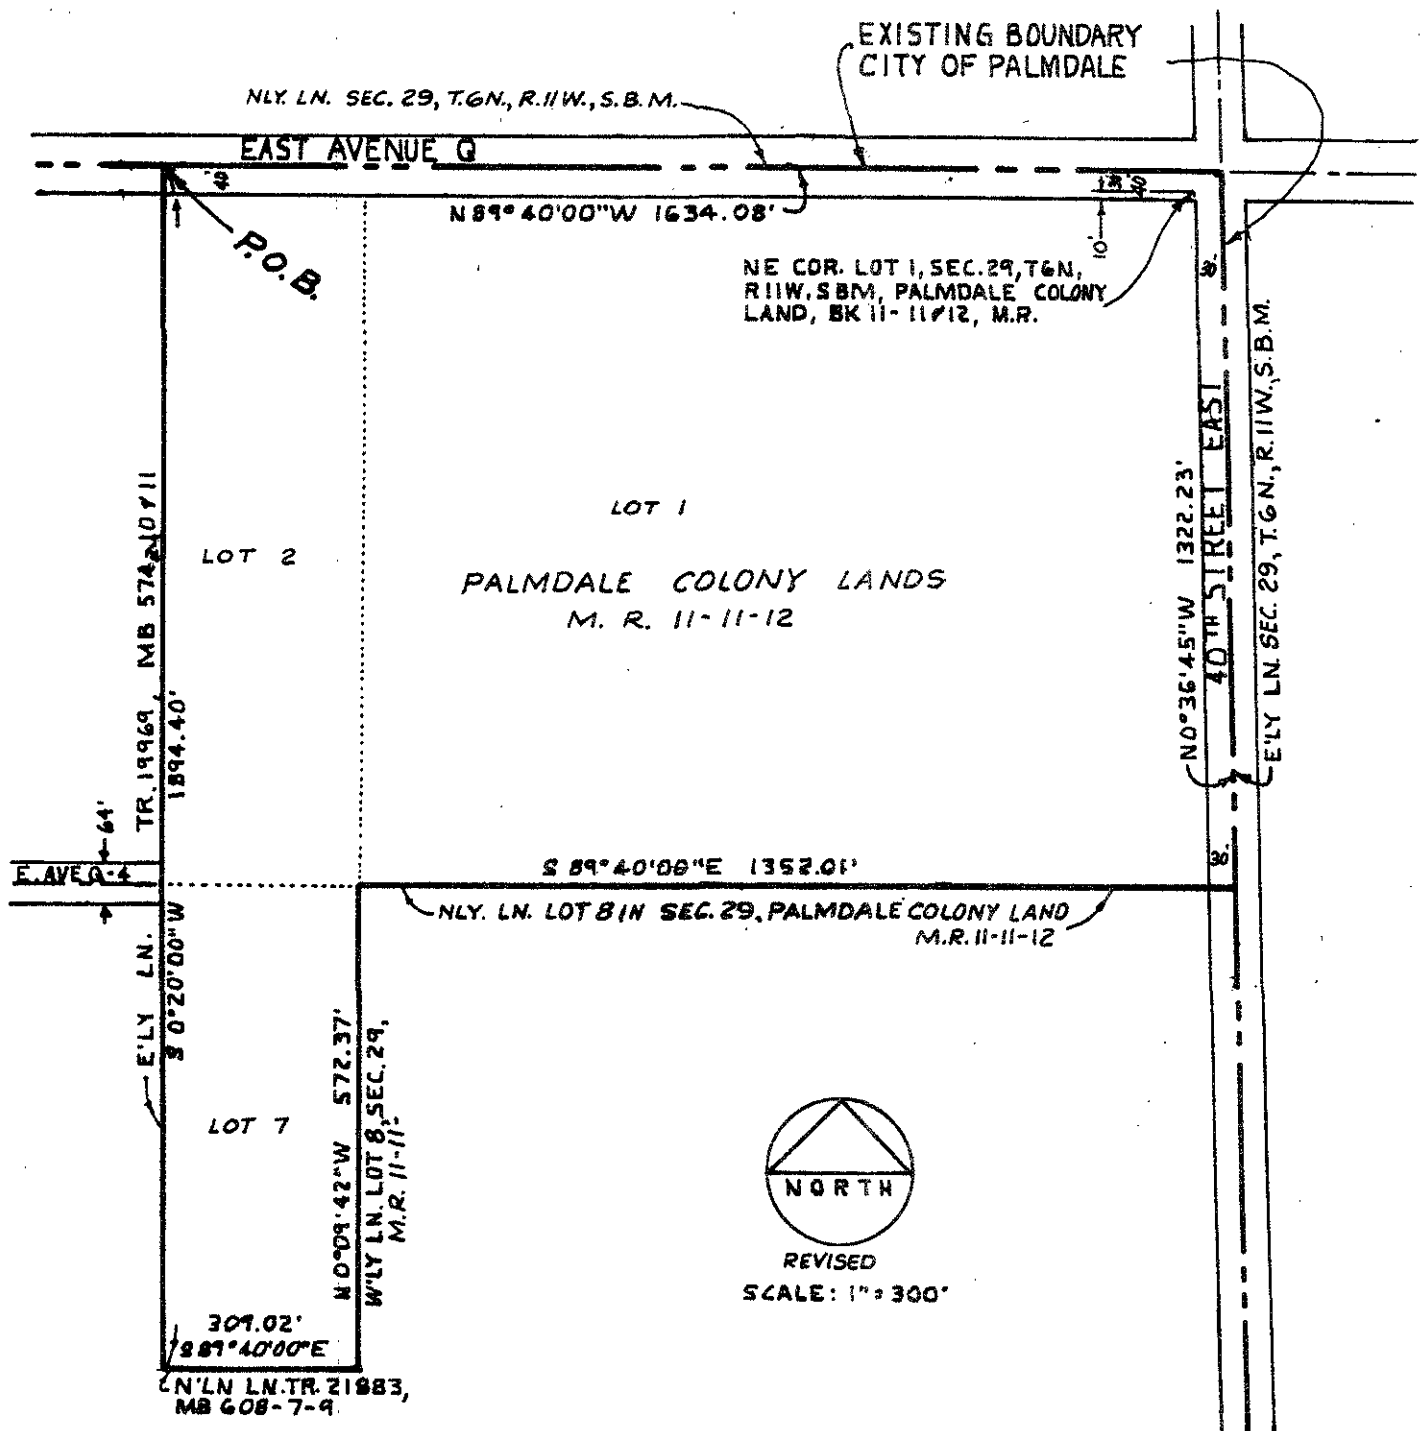 EXISTING BOUNDARY
CITY OF PALMDALE
NLY. LN. SEC. 29, T.6N., R.11W., S.B.M.
EAST AVENUE Q
40'
N 89°40'00"W 1634.08'
40'
10'
P.O.B.
NE COR. LOT 1, SEC. 29, T6N,
R11W, SBM, PALMDALE COLONY
LAND, BK 11-11&12, M.R.
30'
LOT 1
LOT 2
PALMDALE COLONY LANDS
M. R. 11-11-12
TR. 19969, MB 574 10 & 11
1894.40'
N 0°36'45"W 1322.23'
40TH STREET EAST
E'LY LN. SEC. 29, T.6N., R.11W., S.B.M.
64'
E. AVE Q-4
S 89°40'00"E 1352.01'
30'
NLY. LN. LOT 8 IN SEC. 29, PALMDALE COLONY LAND
M.R. 11-11-12
E'LY LN.
S 0°20'00"W
N 0°09'42"W 572.37'
W'LY LN. LOT 8, SEC. 29,
M.R. 11-11-
LOT 7
NORTH
REVISED
SCALE: 1"=300'
309.02'
S 89°40'00"E
N'LN LN. TR. 21883,
MB 608-7-9